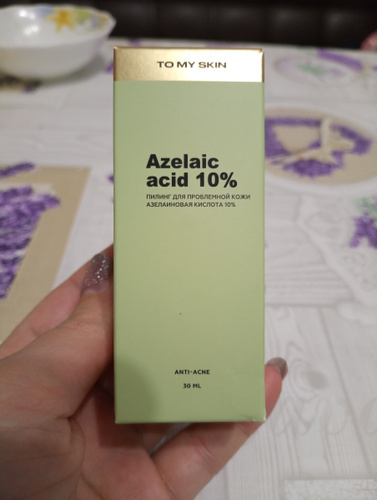 TO MY SKIN
Azelaic
acid 10%
ПИЛИНГ ДЛЯ ПРОБЛЕМНОЙ КОЖИ
АЗЕЛАИНОВАЯ КИСЛОТА 10%
ANTI-ACNE
30 ML